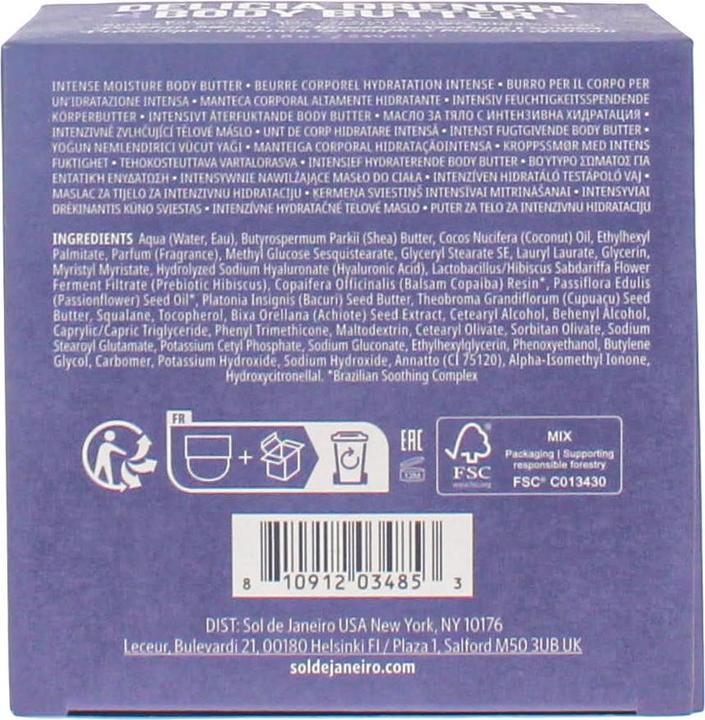 DELÍCIA DRENCH
BODY BUTTER
INTENSE MOISTURE BODY BUTTER • BEURRE CORPOREL HYDRATATION INTENSE • BURRO PER IL CORPO PER
UN'IDRATAZIONE INTENSA • MANTECA CORPORAL ALTAMENTE HIDRATANTE • INTENSIV FEUCHTIGKEITSSPENDENDE
KÖRPERBUTTER • INTENSIVT ÅTERFUKTANDE BODY BUTTER • МАСЛО ЗА ТЯЛО С ИНТЕНЗИВНА ХИДРАТАЦИЯ •
INTENZIVNĚ ZVLHČUJÍCÍ TĚLOVÉ MÁSLO • UNT DE CORP HIDRATARE INTENSĂ • INTENST FUGTGIVENDE BODY BUTTER •
YOĞUN NEMLENDIRICI VÜCUT YAĞI • MANTEIGA CORPORAL HIDRATAÇÃOINTENSA • KROPPSSMØR MED INTENS
FUKTIGHET • TEHOKOSTEUTTAVA VARTALORASVA • INTENSIEF HYDRATERENDE BODY BUTTER • ΒΟΥΤΥΡΟ ΣΩΜΑΤΟΣ ΓΙΑ
ΕΝΤΑΤΙΚΗ ΕΝΥΔΑΤΩΣΗ • INTENSYWNIE NAWILŻAJĄCE MASŁO DO CIAŁA • INTENZÍVEN HIDRATÁLÓ TESTÁPOLÓ VAJ •
MASLAC ZA TIJELO ZA INTENZIVNU HIDRATACIJU • ĶERMEŅA SVIESTIŅŠ INTENSĪVAI MITRINĀŠANAI • INTENSYVIAI
DRĖKINANTIS KŪNO SVIESTAS • INTENZÍVNE HYDRATAČNÉ TELOVÉ MASLO • PUTER ZA TELO ZA INTENZIVNU HIDRATACIJU
INGREDIENTS Aqua (Water, Eau), Butyrospermum Parkii (Shea) Butter, Cocos Nucifera (Coconut) Oil, Ethylhexyl
Palmitate, Parfum (Fragrance), Methyl Glucose Sesquistearate, Glyceryl Stearate SE, Lauryl Laurate, Glycerin,
Myristyl Myristate, Hydrolyzed Sodium Hyaluronate (Hyaluronic Acid), Lactobacillus/Hibiscus Sabdariffa Flower
Ferment Filtrate (Prebiotic Hibiscus), Copaifera Officinalis (Balsam Copaiba) Resin*, Passiflora Edulis
(Passionflower) Seed Oil*, Platonia Insignis (Bacuri) Seed Butter, Theobroma Grandiflorum (Cupuaçu) Seed
Butter, Squalane, Tocopherol, Bixa Orellana (Achiote) Seed Extract, Cetearyl Alcohol, Behenyl Alcohol,
Caprylic/Capric Triglyceride, Phenyl Trimethicone, Maltodextrin, Cetearyl Olivate, Sorbitan Olivate, Sodium
Stearoyl Glutamate, Potassium Cetyl Phosphate, Sodium Gluconate, Ethylhexylglycerin, Phenoxyethanol, Butylene
Glycol, Carbomer, Potassium Hydroxide, Sodium Hydroxide, Annatto (CI 75120), Alpha-Isomethyl Ionone,
Hydroxycitronellal. *Brazilian Soothing Complex
FR
+
EAC
12M
FSC
www.fsc.org
MIX
Packaging | Supporting
responsible forestry
FSC® C013430
8 10912 03485 3
DIST: Sol de Janeiro USA New York, NY 10176
Leceur, Bulevardi 21, 00180 Helsinki FI / Plaza 1, Salford M50 3UB UK
soldejaneiro.com